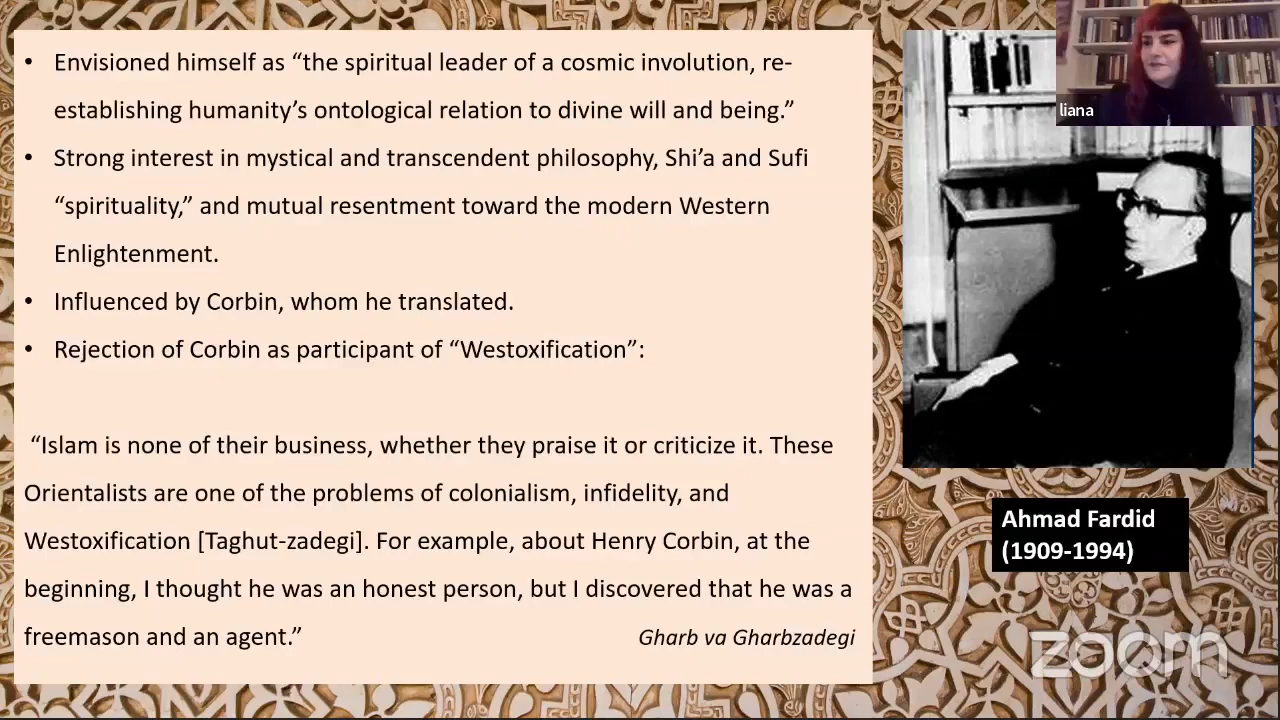 • Envisioned himself as “the spiritual leader of a cosmic involution, re-
establishing humanity’s ontological relation to divine will and being.”
• Strong interest in mystical and transcendent philosophy, Shi’a and Sufi
“spirituality,” and mutual resentment toward the modern Western
Enlightenment.
• Influenced by Corbin, whom he translated.
• Rejection of Corbin as participant of “Westoxification”:
“Islam is none of their business, whether they praise it or criticize it. These
Orientalists are one of the problems of colonialism, infidelity, and
Westoxification [Taghut-zadegi]. For example, about Henry Corbin, at the
beginning, I thought he was an honest person, but I discovered that he was a
freemason and an agent.”
Gharb va Gharbzadegi
liana
Ahmad Fardid
(1909-1994)
zoom